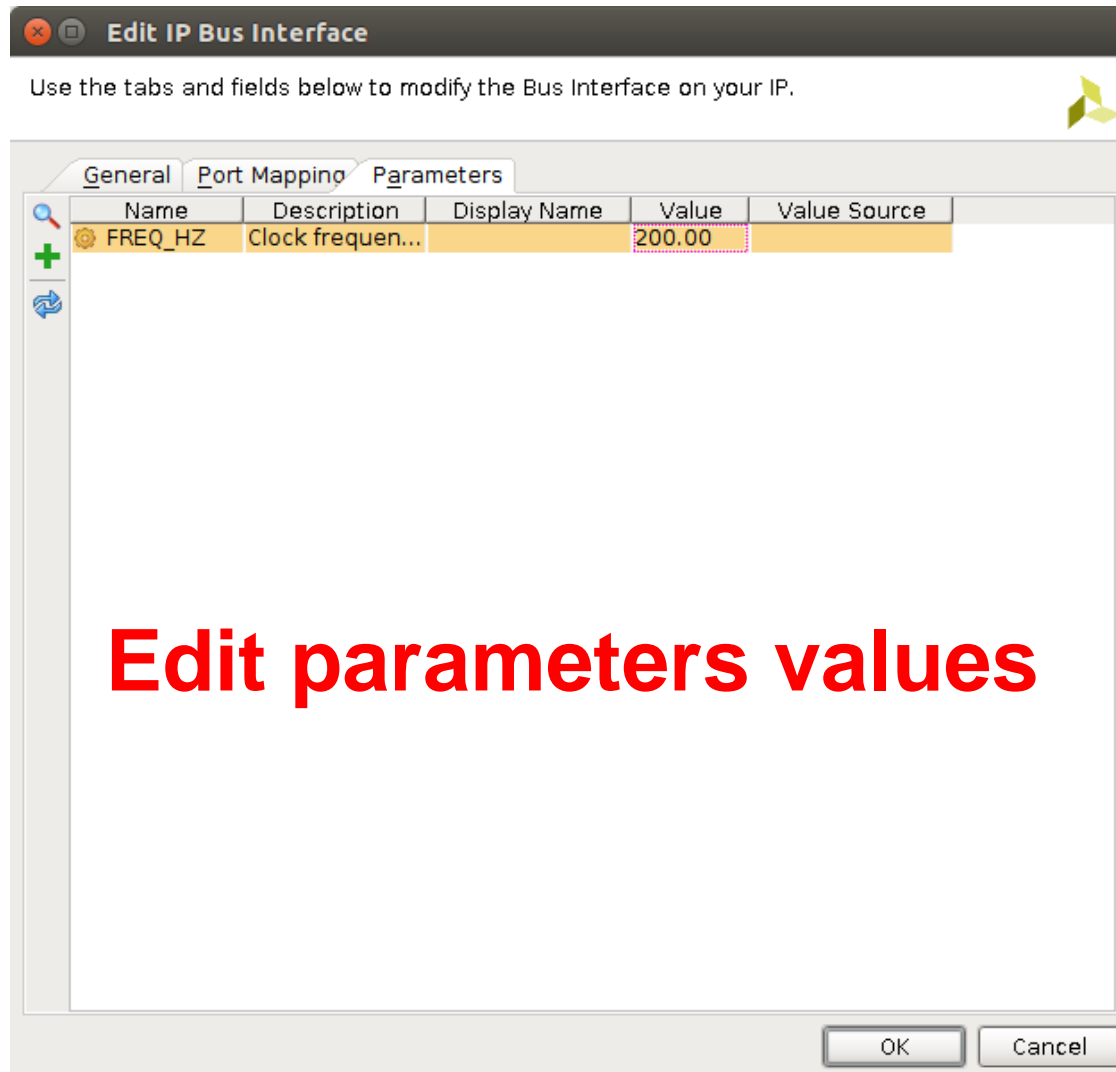 Edit IP Bus Interface
Use the tabs and fields below to modify the Bus Interface on your IP.
General Port Mapping Parameters
Name Description Display Name Value Value Source
FREQ_HZ Clock frequen... 200.00
Edit parameters values
OK Cancel